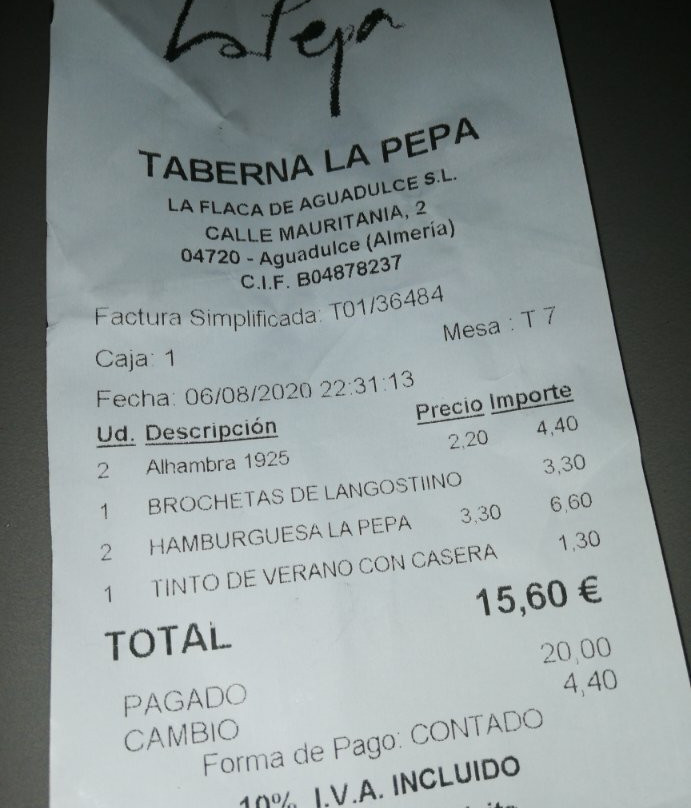 La Pepa
TABERNA LA PEPA
LA FLACA DE AGUADULCE S.L.
CALLE MAURITANIA, 2
04720 - Aguadulce (Almería)
C.I.F. B04878237
Factura Simplificada: T01/36484
Caja: 1 Mesa : T 7
Fecha: 06/08/2020 22:31:13
Ud. Descripción Precio Importe
2 Alhambra 1925 2,20 4,40
1 BROCHETAS DE LANGOSTIINO 3,30
2 HAMBURGUESA LA PEPA 3,30 6,60
1 TINTO DE VERANO CON CASERA 1,30
TOTAL 15,60 €
PAGADO 20,00
CAMBIO 4,40
Forma de Pago: CONTADO
10% I.V.A. INCLUIDO